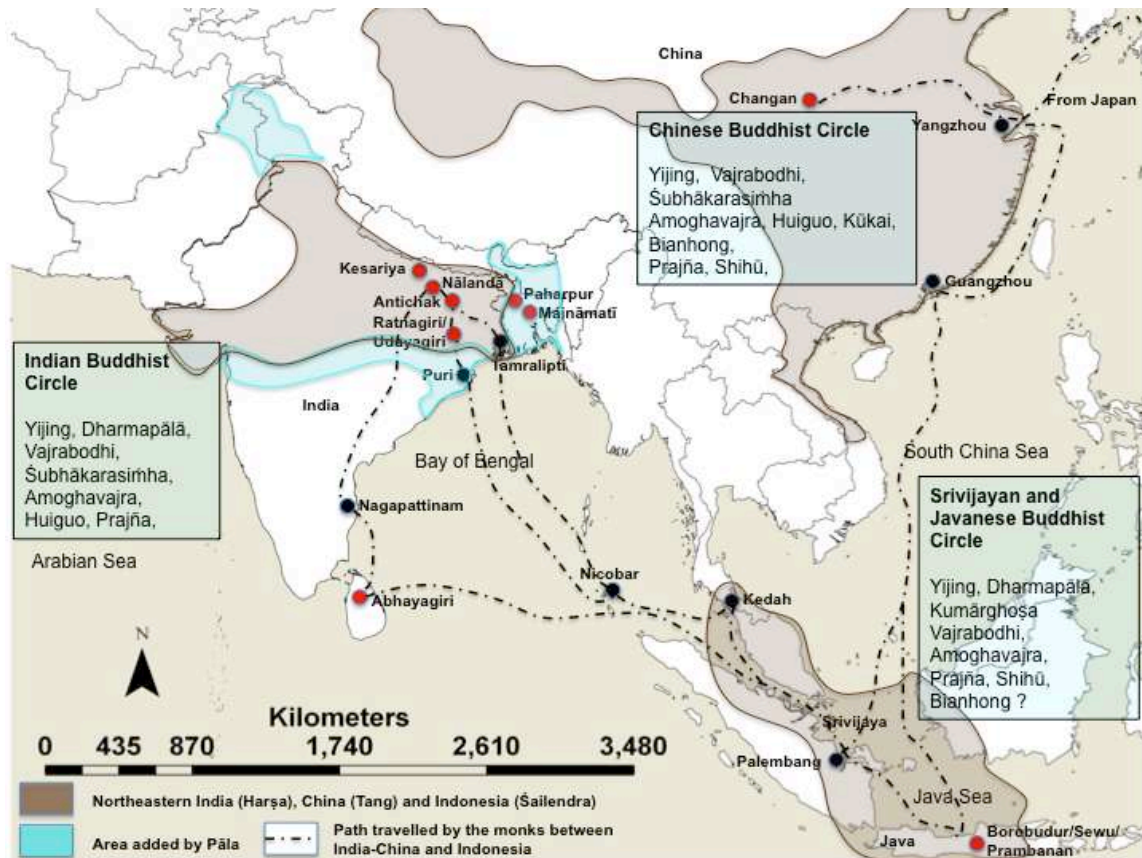 China
Changan
From Japan
Yangzhou
Chinese Buddhist Circle
Yijing, Vajrabodhi,
Śubhākarasiṁha
Amoghavajra, Huiguo, Kūkai,
Bianhong,
Prajña, Shihū,
Kesariya
Nālandā
Antichak
Paharpur
Guangzhou
Ratnagiri/
Majnāmatī
Udayagiri
Tamralipti
Indian Buddhist
Circle
Yijing, Dharmapālā,
Vajrabodhi,
Śubhākarasiṁha,
Amoghavajra,
Huiguo, Prajña,
Puri
India
Bay of Bengal
South China Sea
Nagapattinam
Srivijayan and
Javanese Buddhist
Circle
Yijing, Dharmapālā,
Kumārghoṣa
Vajrabodhi,
Amoghavajra,
Prajña, Shihū,
Bianhong ?
Arabian Sea
Nicobar
Kedah
Abhayagiri
N
Kilometers
0 435 870 1,740 2,610 3,480
Srivijaya
Palembang
Java Sea
Northeastern India (Harṣa), China (Tang) and Indonesia (Śailendra)
Area added by Pāla
Path travelled by the monks between
India-China and Indonesia
Java
Borobudur/Sewu/
Prambanan